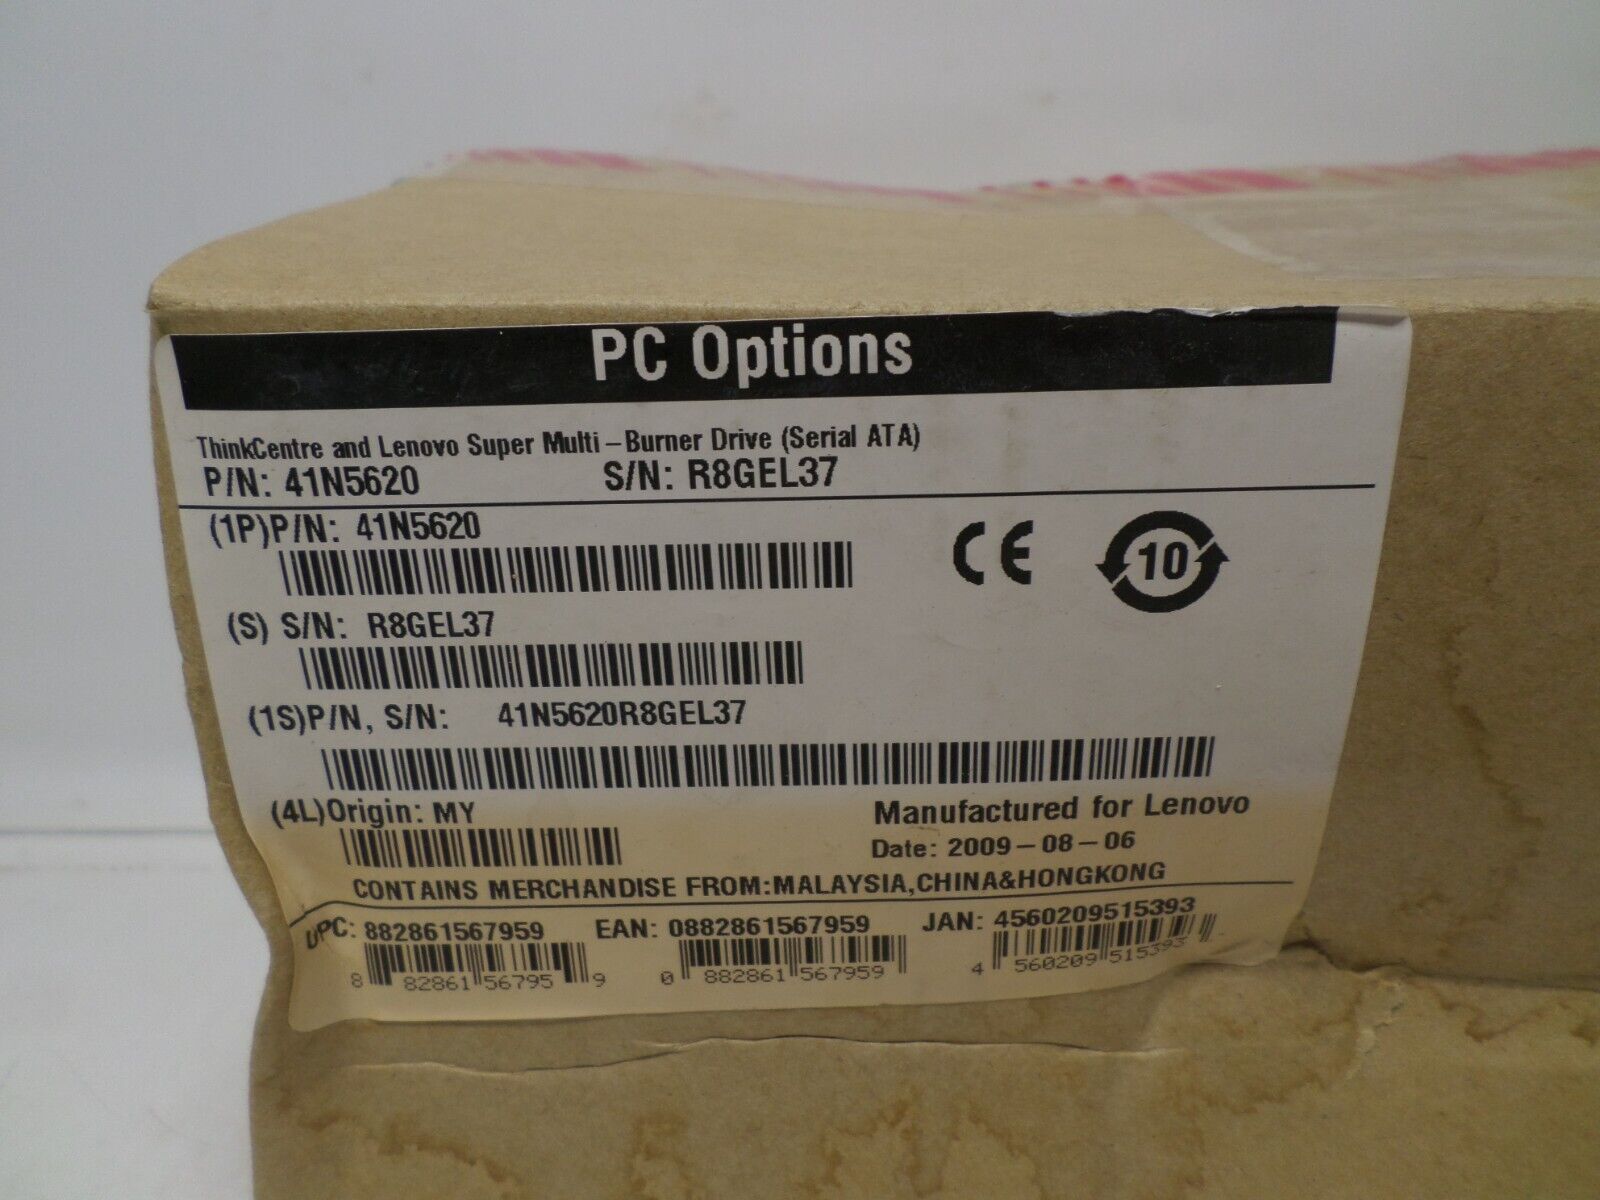 PC Options
ThinkCentre and Lenovo Super Multi – Burner Drive (Serial ATA)
P/N: 41N5620 S/N: R8GEL37
(1P)P/N: 41N5620
CE 10
(S) S/N: R8GEL37
(1S)P/N, S/N: 41N5620R8GEL37
(4L)Origin: MY Manufactured for Lenovo
Date: 2009 – 08 – 06
CONTAINS MERCHANDISE FROM:MALAYSIA,CHINA&HONGKONG
UPC: 882861567959 EAN: 0882861567959 JAN: 4560209515393
8 82861 56795 9 0 882861 567959 4 560209 515393